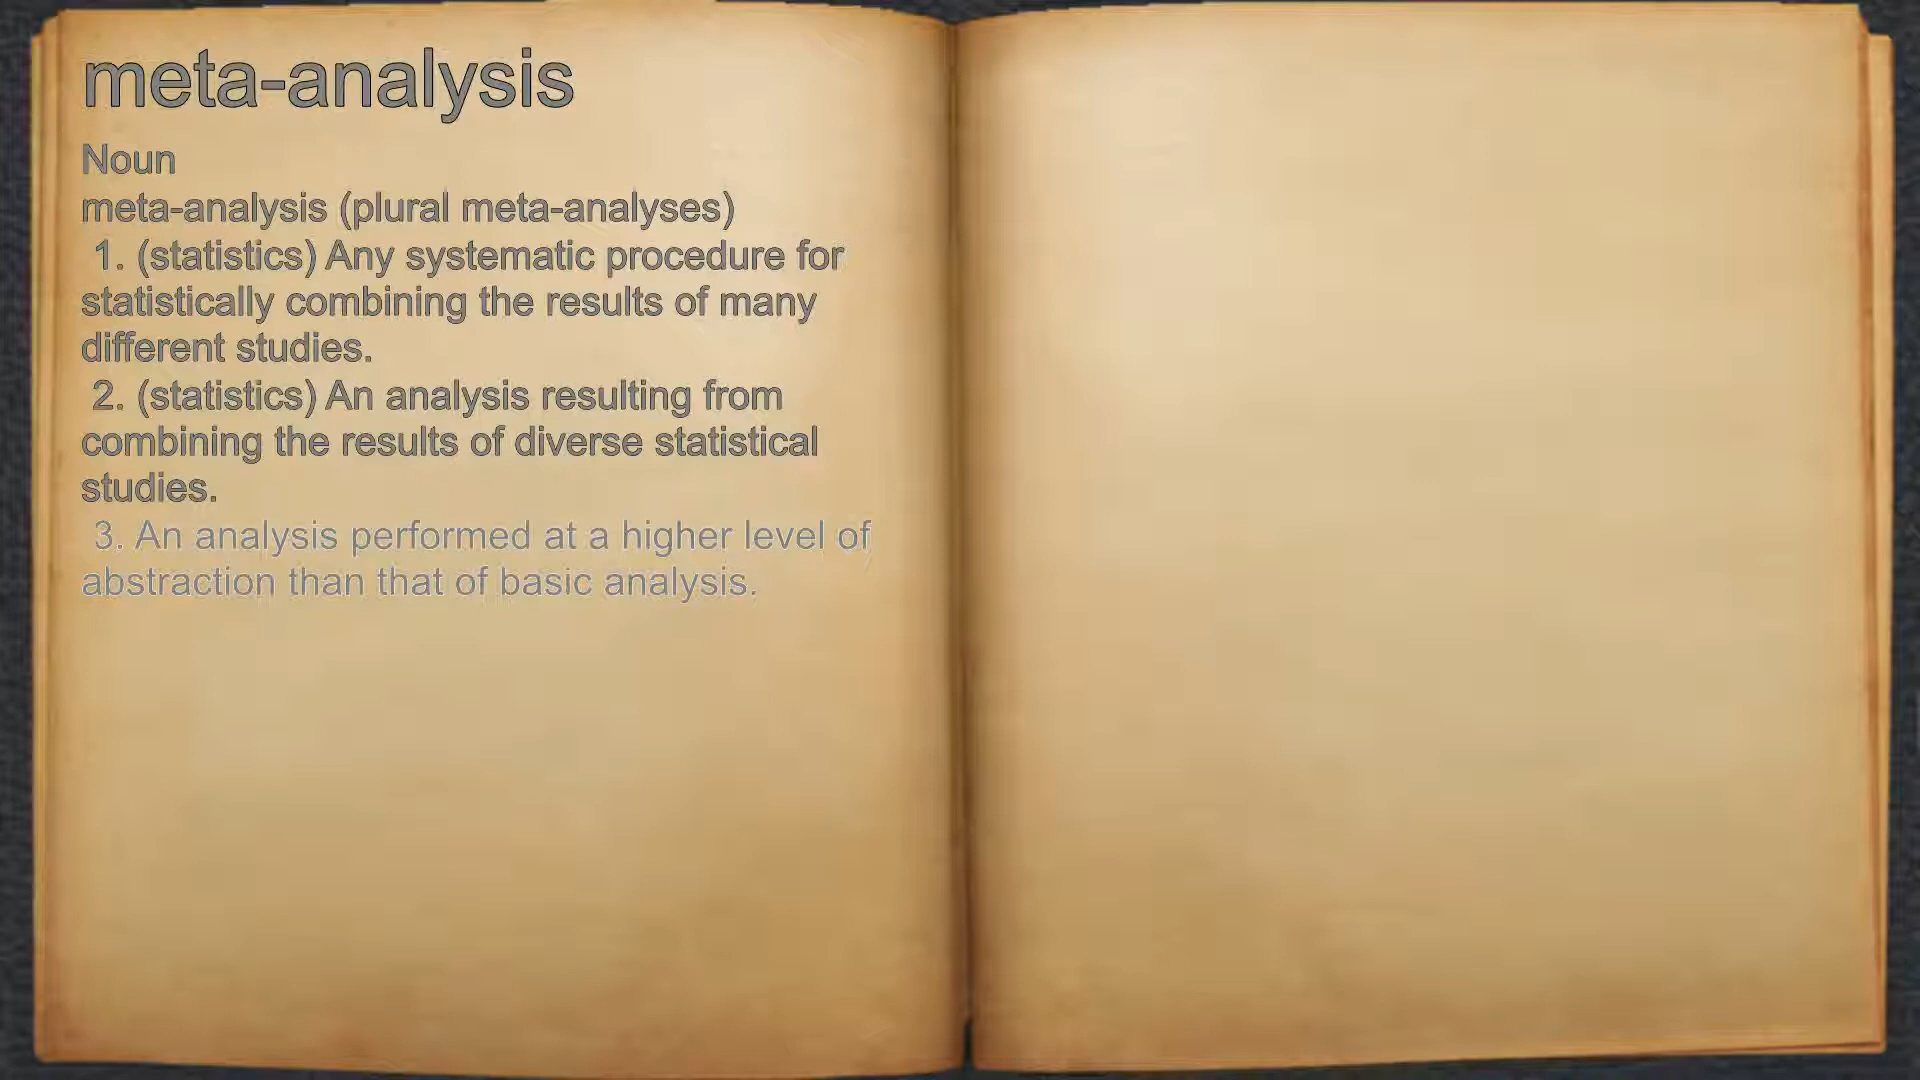 meta-analysis
Noun
meta-analysis (plural meta-analyses)
1. (statistics) Any systematic procedure for
statistically combining the results of many
different studies.
2. (statistics) An analysis resulting from
combining the results of diverse statistical
studies.
3. An analysis performed at a higher level of
abstraction than that of basic analysis.